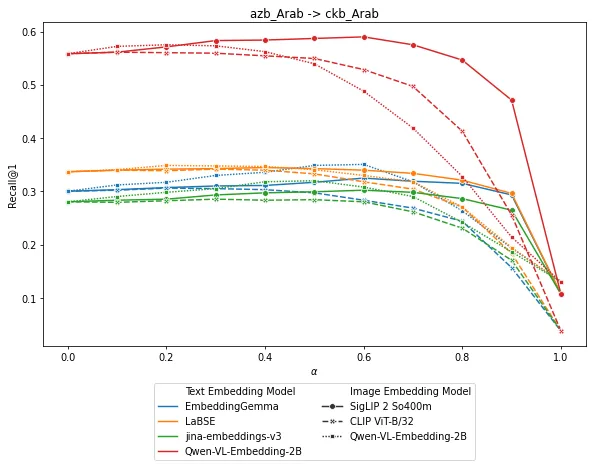 azb_Arab -> ckb_Arab
Recall@1
0.6
0.5
0.4
0.3
0.2
0.1
0.0 0.2 0.4 0.6 0.8 1.0
α
Text Embedding Model Image Embedding Model
EmbeddingGemma SigLIP 2 So400m
LaBSE CLIP ViT-B/32
jina-embeddings-v3 Qwen-VL-Embedding-2B
Qwen-VL-Embedding-2B